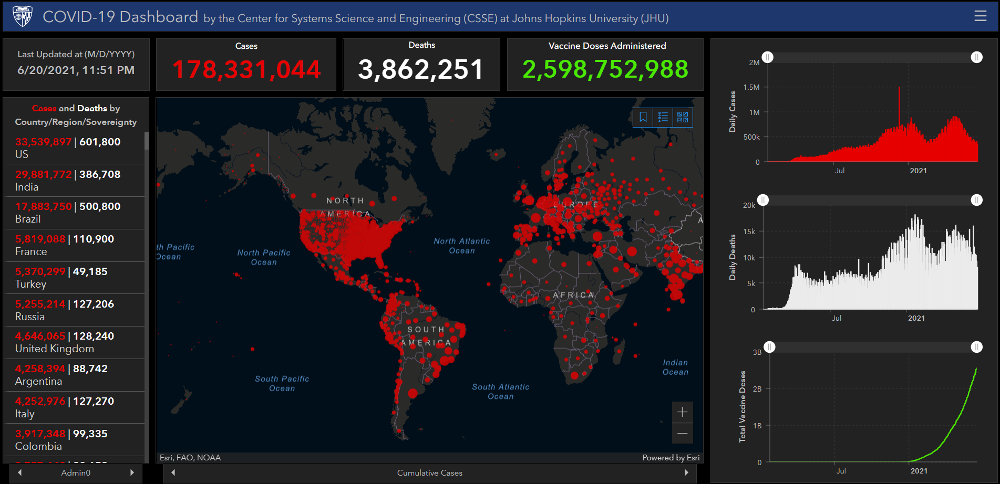 COVID-19 Dashboard by the Center for Systems Science and Engineering (CSSE) at Johns Hopkins University (JHU)
Last Updated at (M/D/YYYY)
6/20/2021, 11:51 PM
Cases
178,331,044
Deaths
3,862,251
Vaccine Doses Administered
2,598,752,988
Cases and Deaths by
Country/Region/Sovereignty
33,539,897 | 601,800
US
29,881,772 | 386,708
India
17,883,750 | 500,800
Brazil
5,819,088 | 110,900
France
5,370,299 | 49,185
Turkey
5,255,214 | 127,206
Russia
4,646,065 | 128,240
United Kingdom
4,258,394 | 88,742
Argentina
4,252,976 | 127,270
Italy
3,917,348 | 99,335
Colombia
Admin0
NORTH
AMERICA
EUROPE
A
th Pacific
Ocean
North Pacific
Ocean
North Atlantic
Ocean
AFRICA
SOUTH
AMERICA
Indian
Ocean
South Pacific
Ocean
South Atlantic
Ocean
Esri, FAO, NOAA
Powered by Esri
Cumulative Cases
Daily Cases
2M
1.5M
1M
500k
0
Jul
2021
Daily Deaths
20k
15k
10k
5k
0
Jul
2021
Total Vaccine Doses
3B
2B
1B
0
Jul
2021